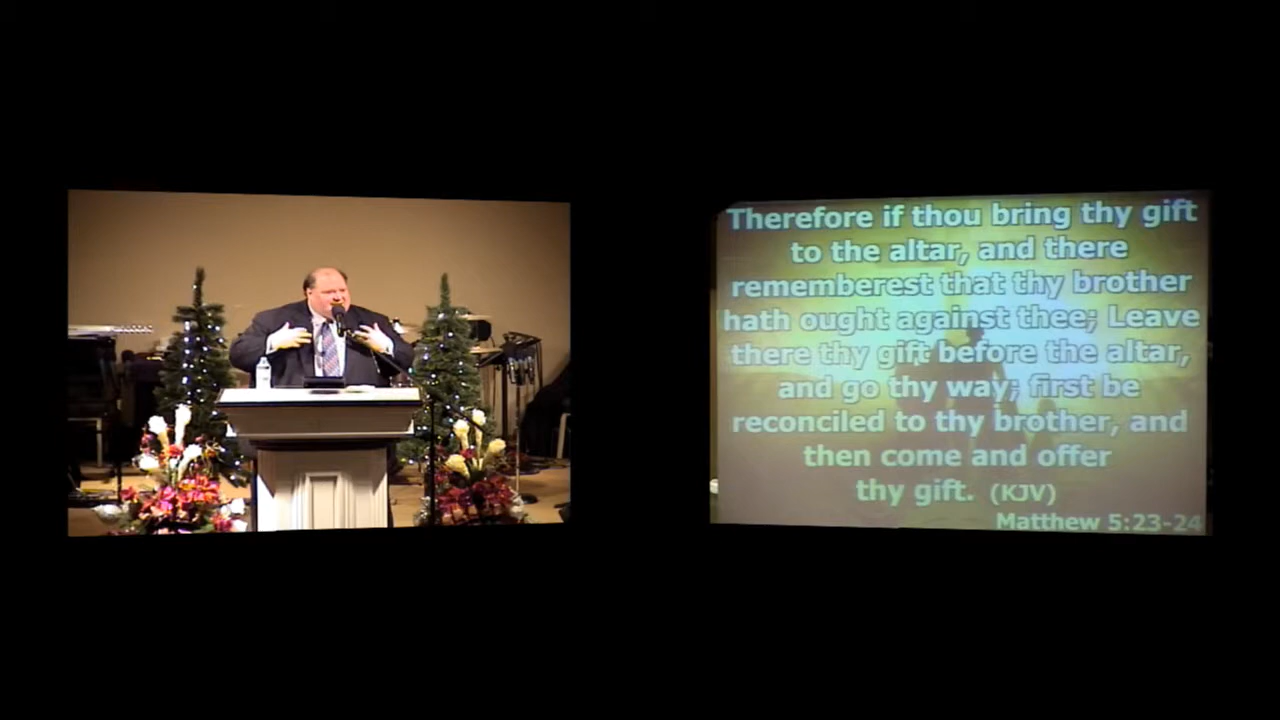 Therefore if thou bring thy gift
to the altar, and there
rememberest that thy brother
hath ought against thee; Leave
there thy gift before the altar,
and go thy way; first be
reconciled to thy brother, and
then come and offer
thy gift. (KJV)
Matthew 5:23-24